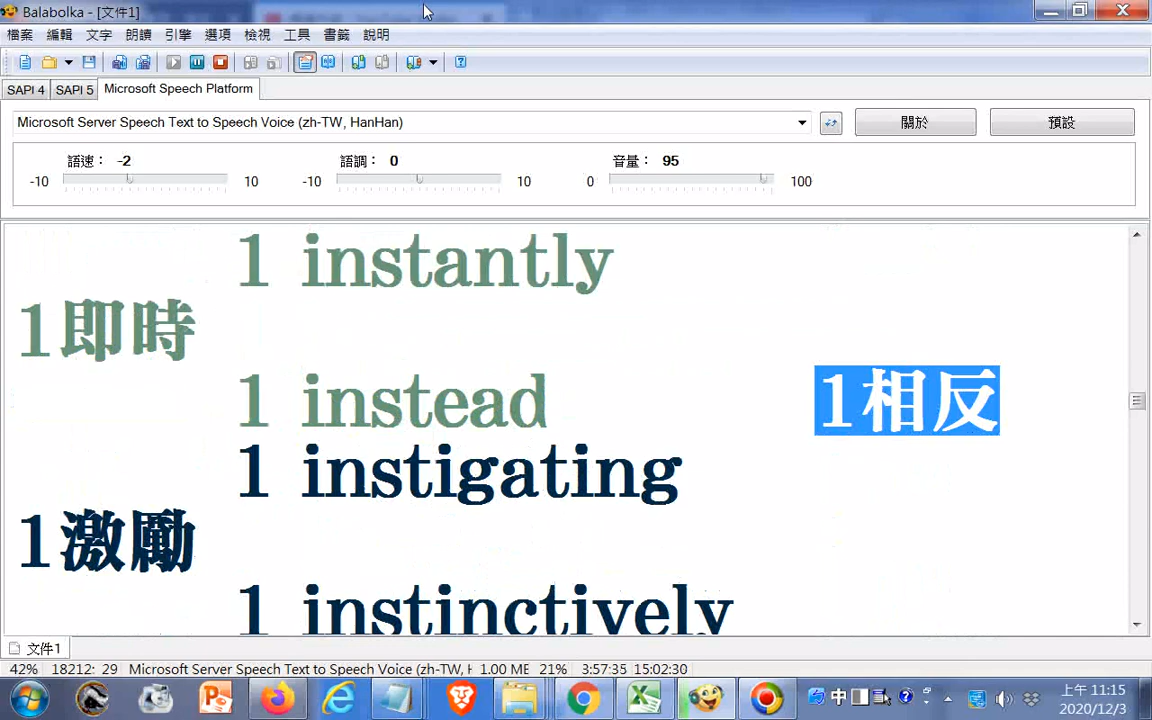 Balabolka - [文件1]
檔案 編輯 文字 朗讀 引擎 選項 檢視 工具 書籤 說明
SAPI 4 SAPI 5 Microsoft Speech Platform
Microsoft Server Speech Text to Speech Voice (zh-TW, HanHan) 關於 預設
語速： -2 語調： 0 音量： 95
-10 10 -10 10 0 100
1 instantly
1即時
1 instead 1相反
1 instigating
1激勵
1 instinctively
文件1
42% 18212: 29 Microsoft Server Speech Text to Speech Voice (zh-TW, 1.00 ME 21% 3:57:35 15:02:30
中 上午 11:15
2020/12/3